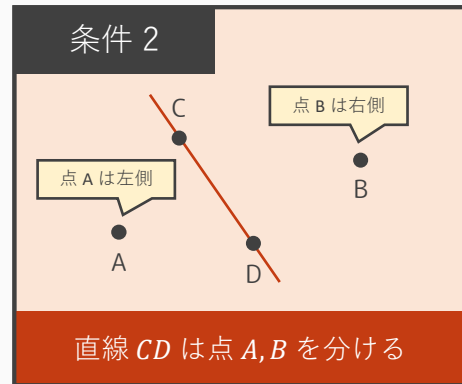 条件 2
C
点 B は右側
B
点 A は左側
A
D
直線 CD は点 A, B を分ける